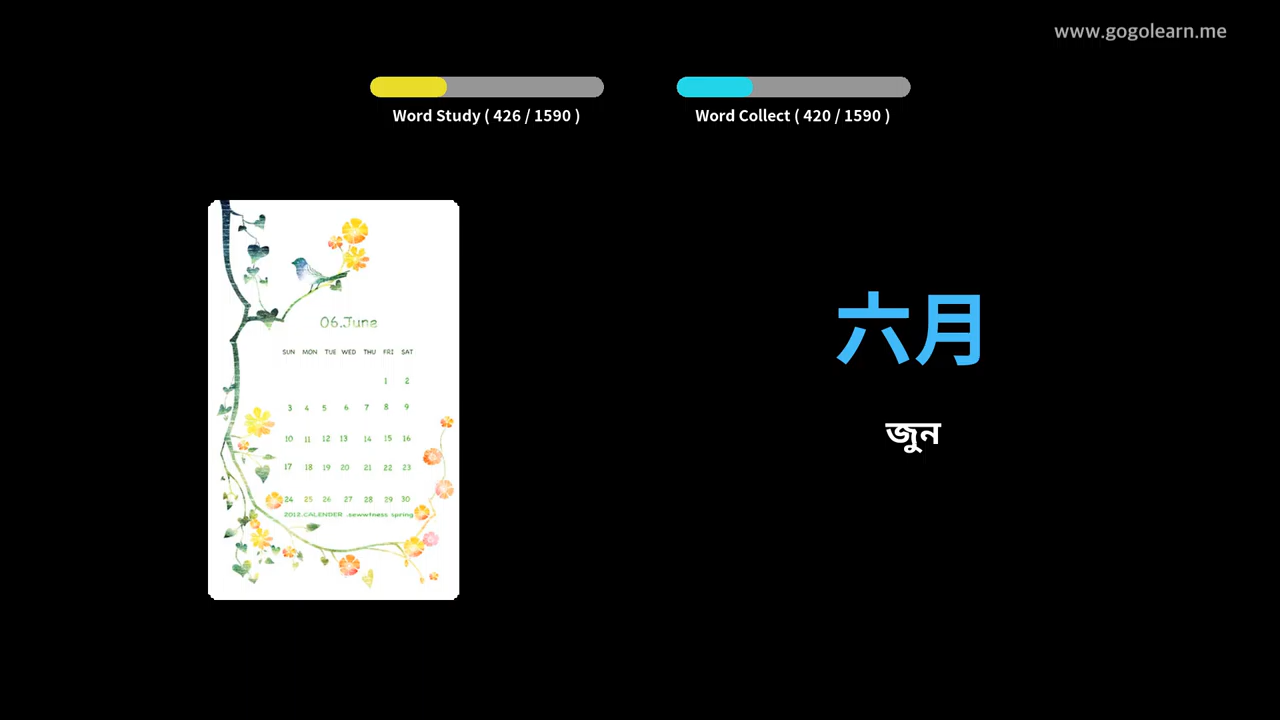 www.gogolearn.me
Word Study ( 426 / 1590 )
Word Collect ( 420 / 1590 )
06.June
SUN MON TUE WED THU FRI SAT
1 2
3 4 5 6 7 8 9
10 11 12 13 14 15 16
17 18 19 20 21 22 23
24 25 26 27 28 29 30
2012.CALENDER .sewwtness spring
六月
জুন